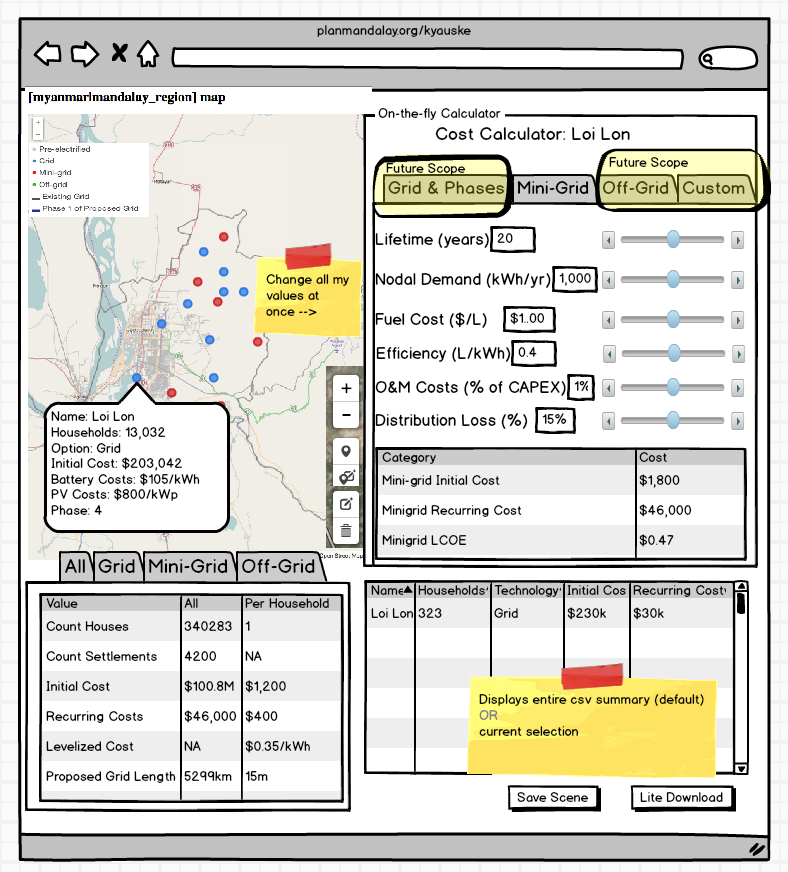 planmandalay.org/kyauske
[myanmar|mandalay_region] map
+
-
Pre-electrified
Grid
Mini-grid
Off-grid
Existing Grid
Phase 1 of Proposed Grid
Change all my
values at
once -->
+
-
Name: Loi Lon
Households: 13,032
Option: Grid
Initial Cost: $203,042
Battery Costs: $105/kWh
PV Costs: $800/kWp
Phase: 4
Open Street Map
On-the-fly Calculator
Cost Calculator: Loi Lon
Future Scope
Future Scope
Grid & Phases Mini-Grid Off-Grid Custom
Lifetime (years) 20
Nodal Demand (kWh/yr) 1,000
Fuel Cost ($/L) $1.00
Efficiency (L/kWh) 0.4
O&M Costs (% of CAPEX) 1%
Distribution Loss (%) 15%
Category Cost
Mini-grid Initial Cost $1,800
Minigrid Recurring Cost $46,000
Minigrid LCOE $0.47
All Grid Mini-Grid Off-Grid
Value All Per Household
Count Houses 340283 1
Count Settlements 4200 NA
Initial Cost $100.8M $1,200
Recurring Costs $46,000 $400
Levelized Cost NA $0.35/kWh
Proposed Grid Length 5299km 15m
Name Households Technology Initial Cos Recurring Cost
Loi Lon 323 Grid $230k $30k
Displays entire csv summary (default)
OR
current selection
Save Scene Lite Download